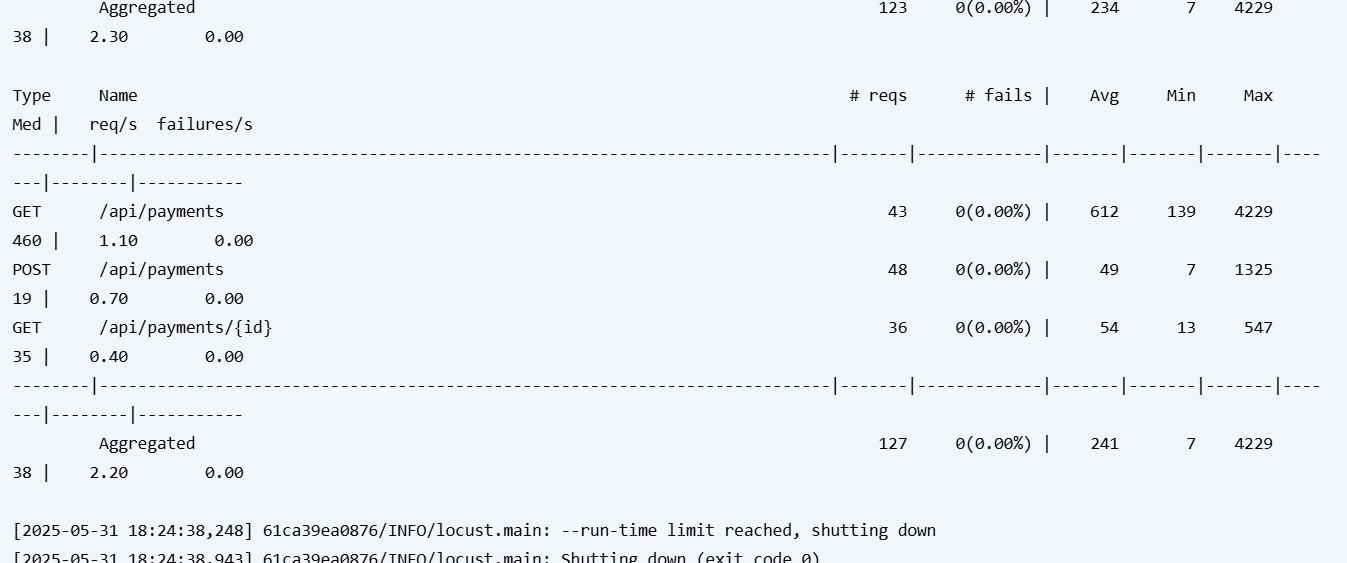 Aggregated 123 0(0.00%) | 234 7 4229
38 | 2.30 0.00
Type Name # reqs # fails | Avg Min Max
Med | req/s failures/s
--------|----------------------------------------------------------------------------|-------|-------------|-------|-------|-------|----
---|--------|-----------
GET /api/payments 43 0(0.00%) | 612 139 4229
460 | 1.10 0.00
POST /api/payments 48 0(0.00%) | 49 7 1325
19 | 0.70 0.00
GET /api/payments/{id} 36 0(0.00%) | 54 13 547
35 | 0.40 0.00
--------|----------------------------------------------------------------------------|-------|-------------|-------|-------|-------|----
---|--------|-----------
Aggregated 127 0(0.00%) | 241 7 4229
38 | 2.20 0.00
[2025-05-31 18:24:38,248] 61ca39ea0876/INFO/locust.main: --run-time limit reached, shutting down
[2025-05-31 18:24:38,943] 61ca39ea0876/INFO/locust.main: Shutting down (exit code 0)